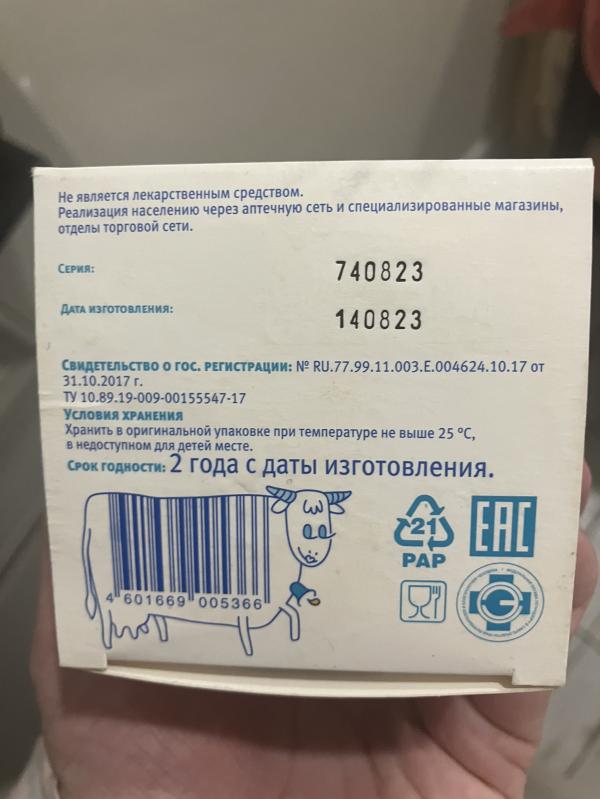 Не является лекарственным средством.
Реализация населению через аптечную сеть и специализированные магазины,
отделы торговой сети.
Серия: 740823
Дата изготовления: 140823
Свидетельство о гос. регистрации: № RU.77.99.11.003.Е.004624.10.17 от
31.10.2017 г.
ТУ 10.89.19-009-00155547-17
Условия хранения
Хранить в оригинальной упаковке при температуре не выше 25 °C,
в недоступном для детей месте.
Срок годности: 2 года с даты изготовления.
4 601669 005366
21
PAP
EAC